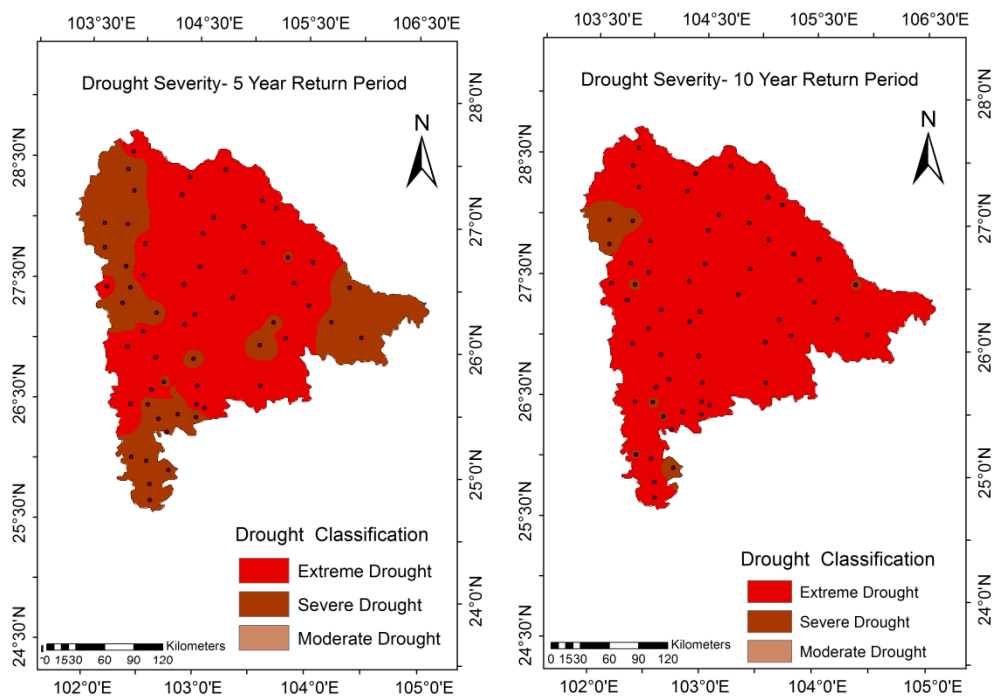 103°30'E 104°30'E 105°30'E 106°30'E
Drought Severity- 5 Year Return Period
N
28°30'N
27°30'N
26°30'N
25°30'N
24°30'N
28°0'N
27°0'N
26°0'N
25°0'N
24°0'N
Drought Classification
Extreme Drought
Severe Drought
Moderate Drought
Kilometers
0 1530 60 90 120
102°0'E 103°0'E 104°0'E 105°0'E
103°30'E 104°30'E 105°30'E 106°30'E
Drought Severity- 10 Year Return Period
N
28°30'N
27°30'N
26°30'N
25°30'N
24°30'N
28°0'N
27°0'N
26°0'N
25°0'N
24°0'N
Drought Classification
Extreme Drought
Severe Drought
Moderate Drought
Kilometers
0 1530 60 90 120
102°0'E 103°0'E 104°0'E 105°0'E